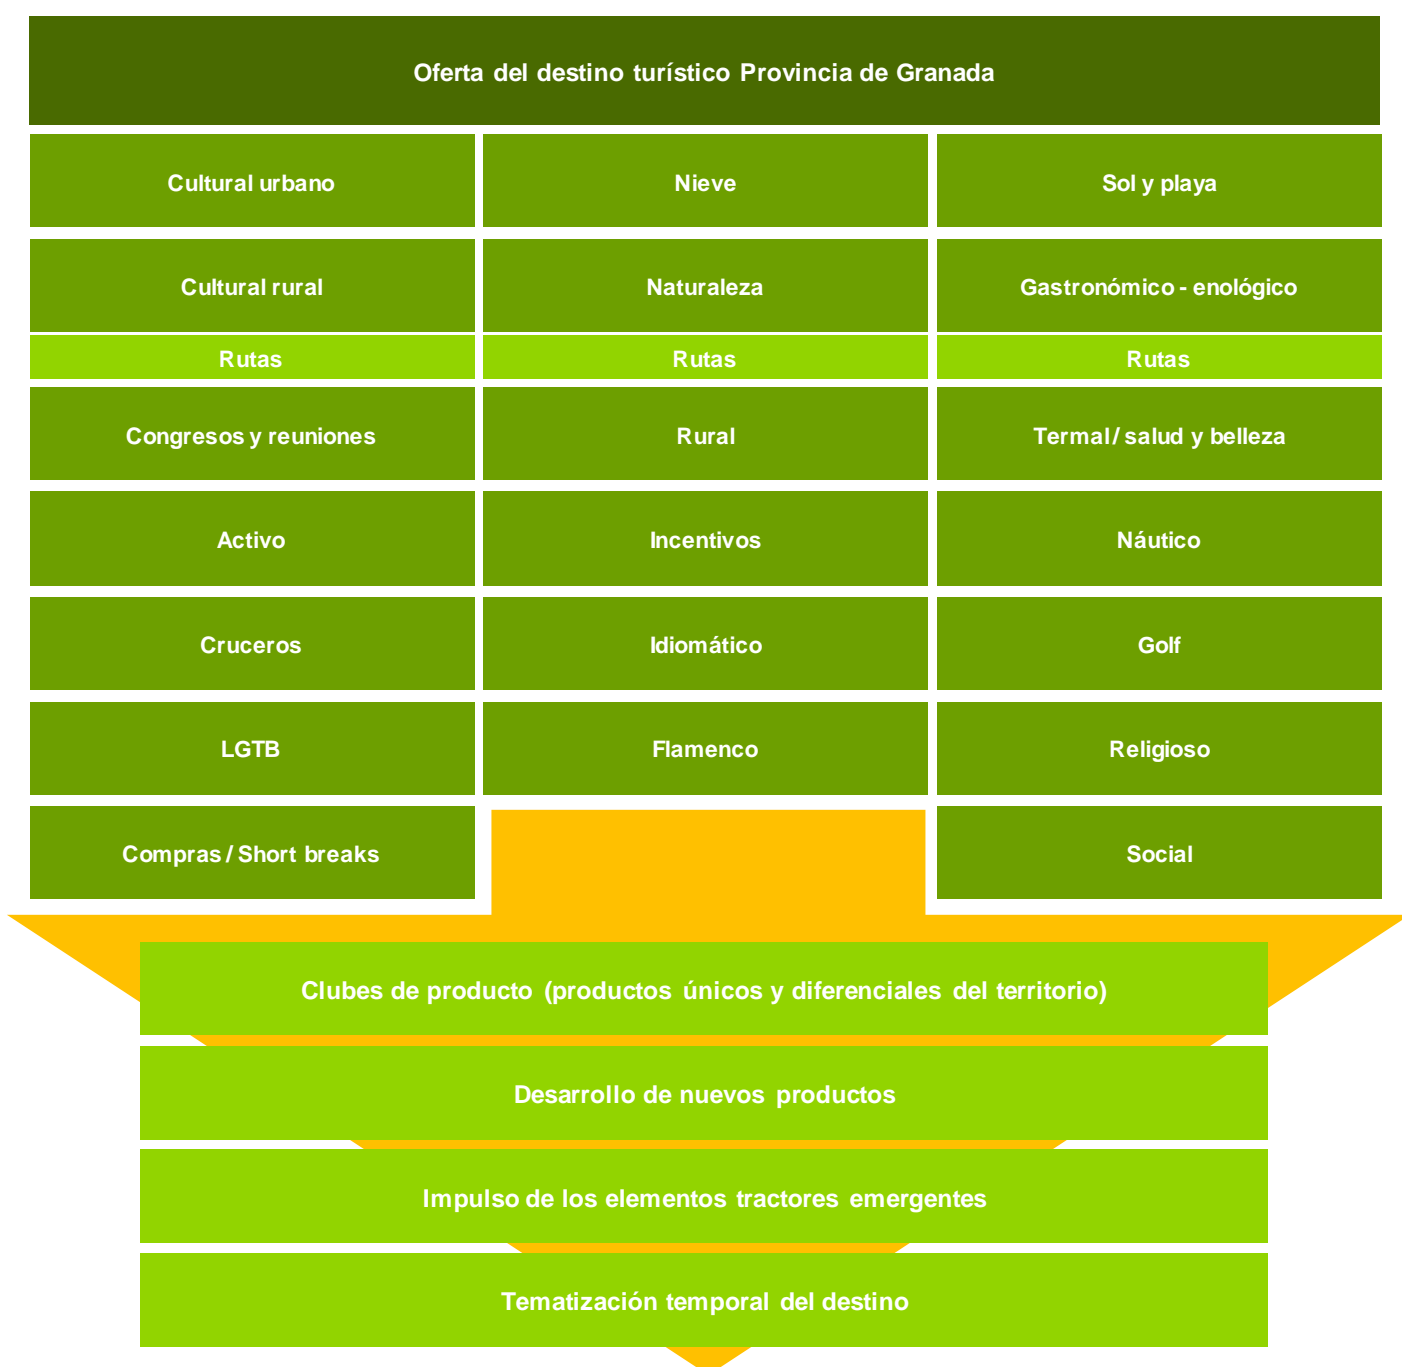 Oferta del destino turístico Provincia de Granada
Cultural urbano
Nieve
Sol y playa
Cultural rural
Naturaleza
Gastronómico - enológico
Rutas
Rutas
Rutas
Congresos y reuniones
Rural
Termal / salud y belleza
Activo
Incentivos
Náutico
Cruceros
Idiomático
Golf
LGTB
Flamenco
Religioso
Compras / Short breaks
Social
Clubes de producto (productos únicos y diferenciales del territorio)
Desarrollo de nuevos productos
Impulso de los elementos tractores emergentes
Tematización temporal del destino